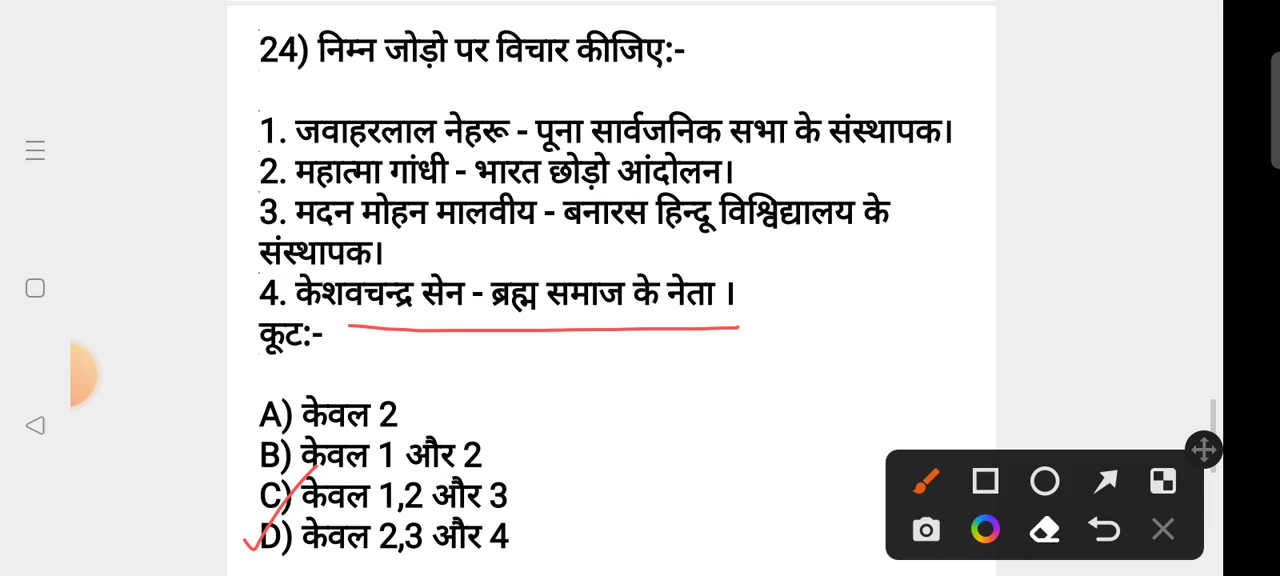 24) निम्न जोड़ो पर विचार कीजिए:-
1. जवाहरलाल नेहरू - पूना सार्वजनिक सभा के संस्थापक।
2. महात्मा गांधी - भारत छोड़ो आंदोलन।
3. मदन मोहन मालवीय - बनारस हिन्दू विश्विद्यालय के
संस्थापक।
4. केशवचन्द्र सेन - ब्रह्म समाज के नेता ।
कूट:-
A) केवल 2
B) केवल 1 और 2
C) केवल 1,2 और 3
D) केवल 2,3 और 4